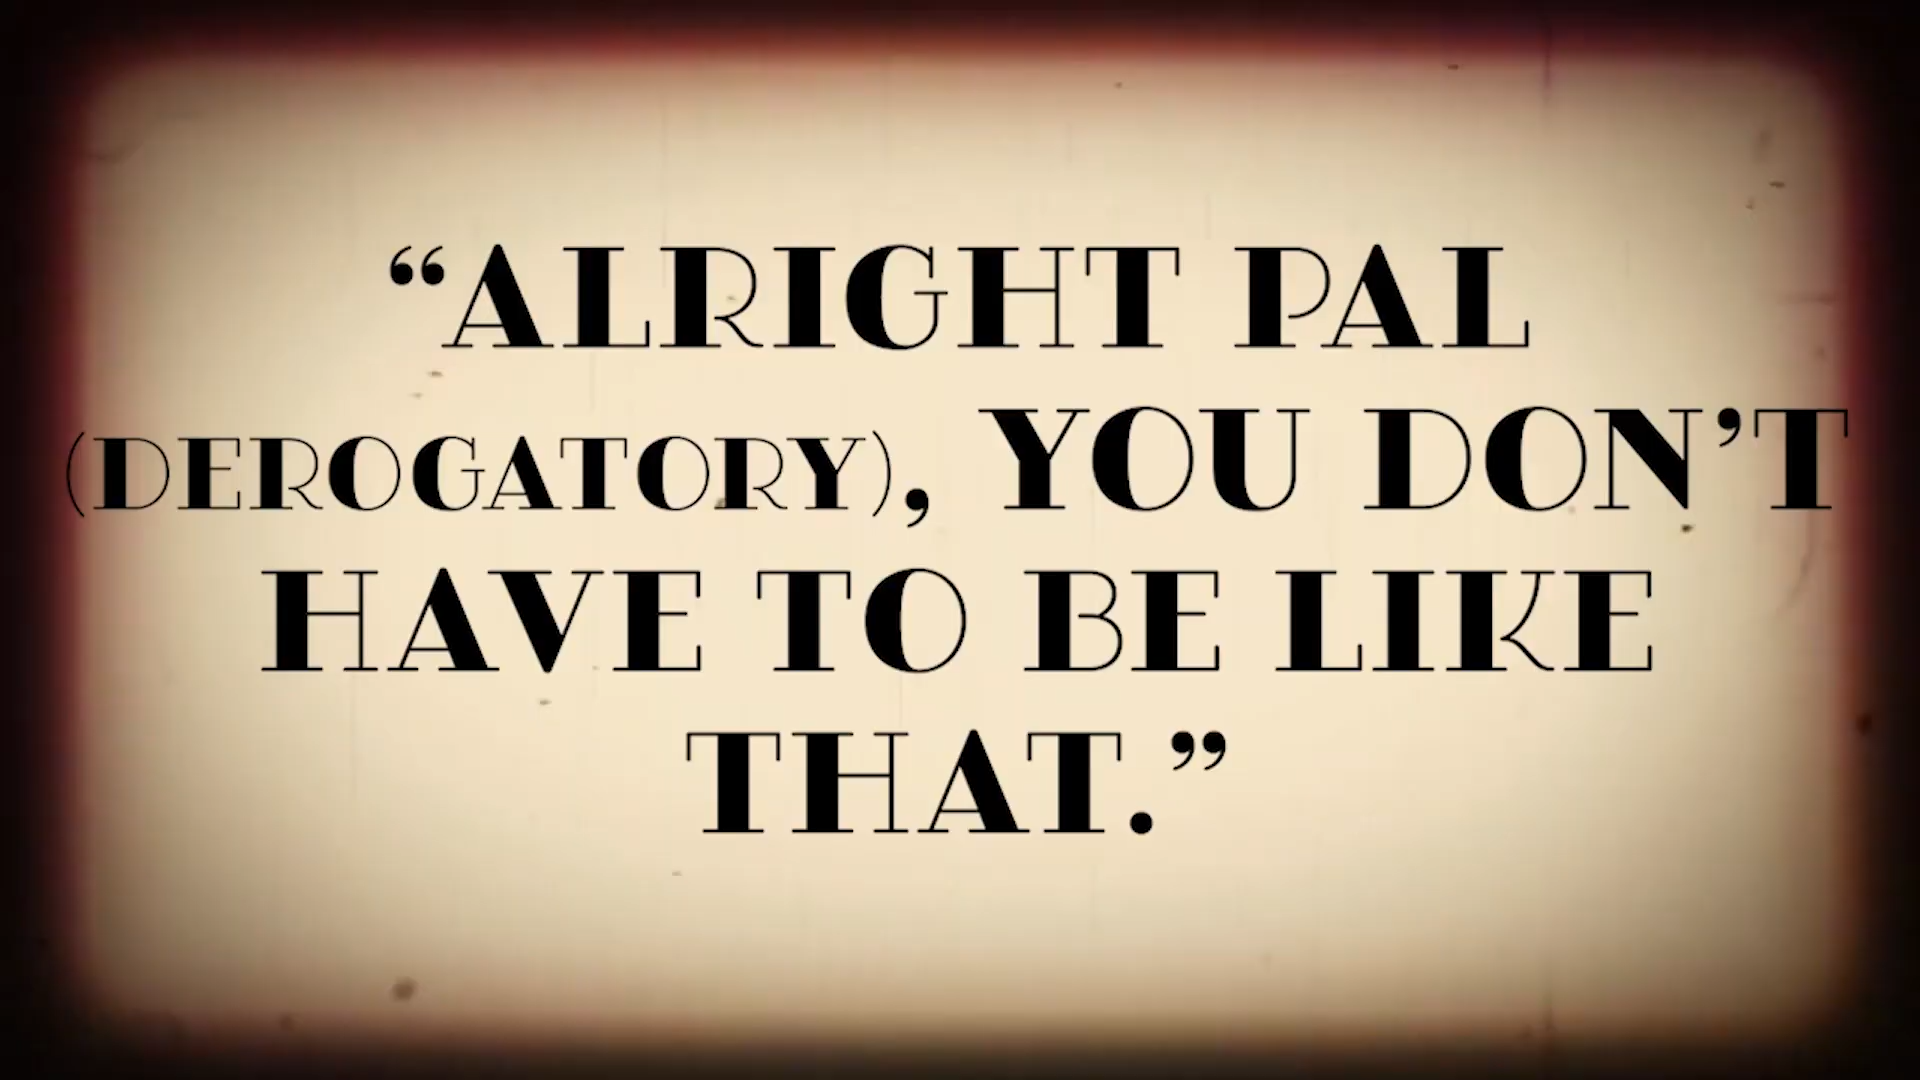 “ALRIGHT PAL
(DEROGATORY), YOU DON’T
HAVE TO BE LIKE
THAT.”